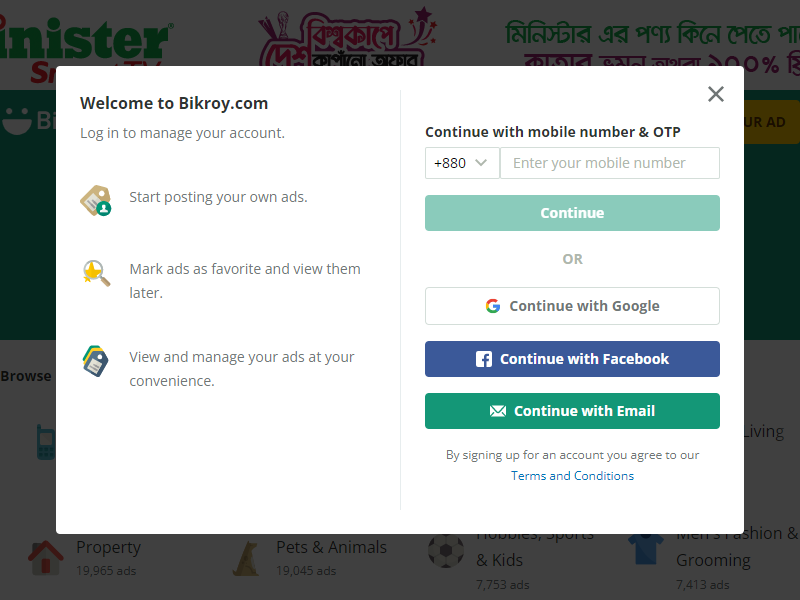 inister
বিশ্বকাপে
মিনিস্টার এর পণ্য কিনে পেতে পা
Welcome to Bikroy.com
Log in to manage your account.
Start posting your own ads.
Mark ads as favorite and view them
later.
View and manage your ads at your
convenience.
Continue with mobile number & OTP
+880
Enter your mobile number
Continue
OR
Continue with Google
Continue with Facebook
Continue with Email
By signing up for an account you agree to our
Terms and Conditions
Bi
UR AD
Browse
Living
Property
19,965 ads
Pets & Animals
19,045 ads
Hobbies, Sports
& Kids
7,753 ads
Men's Fashion &
Grooming
7,413 ads